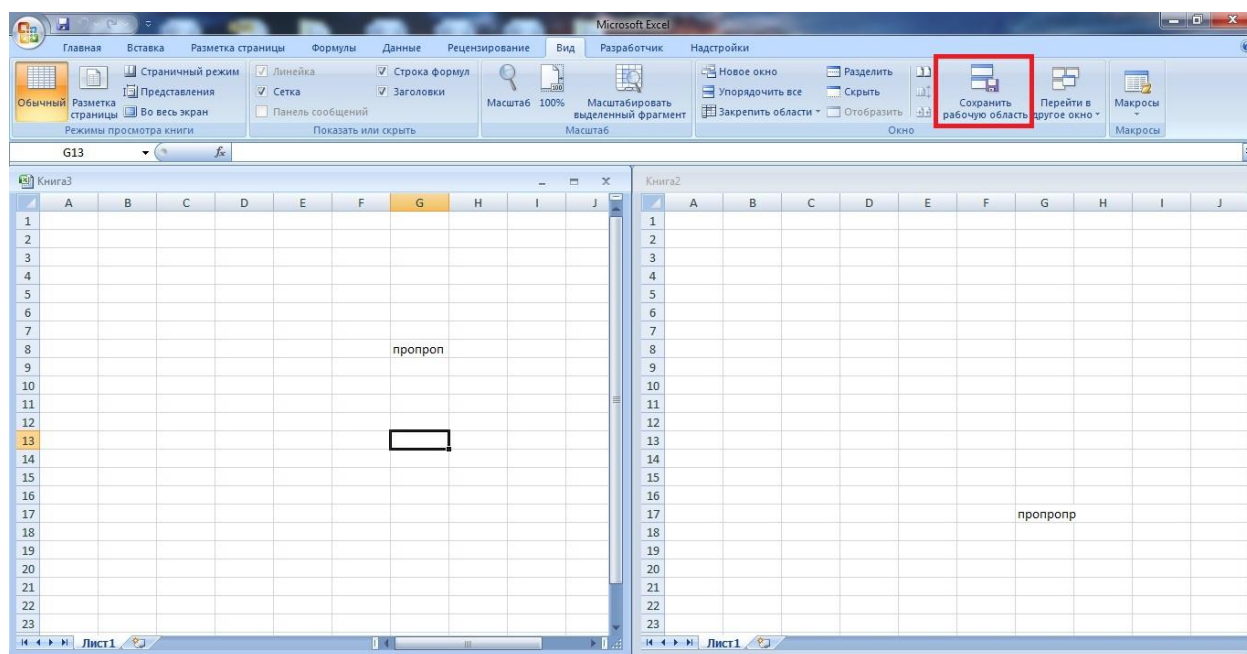 Microsoft Excel
Главная Вставка Разметка страницы Формулы Данные Рецензирование Вид Разработчик Надстройки
Обычный
Разметка страницы
Страничный режим
Представления
Во весь экран
Режимы просмотра книги
Линейка
Сетка
Панель сообщений
Строка формул
Заголовки
Показать или скрыть
Масштаб
100%
Масштабировать выделенный фрагмент
Масштаб
Новое окно
Упорядочить все
Закрепить области
Разделить
Скрыть
Отобразить
Сохранить рабочую область
Перейти в другое окно
Окно
Макросы
Макросы
G13 fx
Книга3
A B C D E F G H I J
1
2
3
4
5
6
7
8 пропроп
9
10
11
12
13
14
15
16
17
18
19
20
21
22
23
Лист1
Книга2
A B C D E F G H I J
1
2
3
4
5
6
7
8
9
10
11
12
13
14
15
16
17 пропропр
18
19
20
21
22
23
Лист1